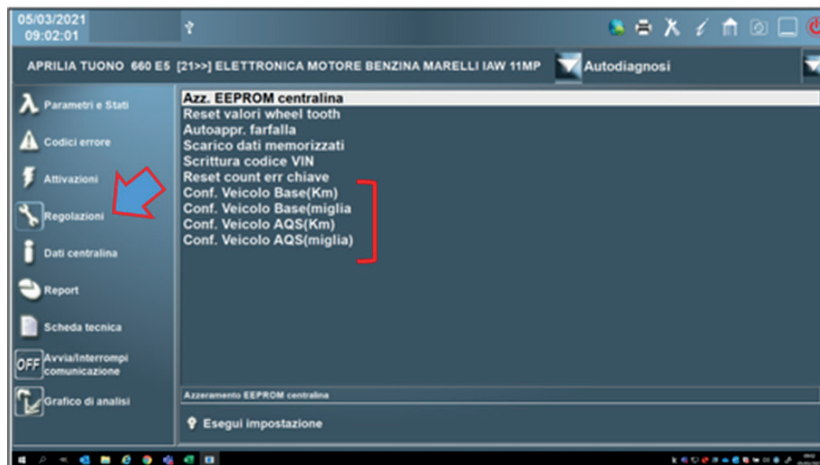 05/03/2021
09:02:01
APRILIA TUONO 660 E5 [21>>] ELETTRONICA MOTORE BENZINA MARELLI IAW 11MP
Autodiagnosi
Parametri e Stati
Codici errore
Attivazioni
Regolazioni
Dati centralina
Report
Scheda tecnica
OFF Avvia/Interrompi
comunicazione
Grafico di analisi
Azz. EEPROM centralina
Reset valori wheel tooth
Autoappr. farfalla
Scarico dati memorizzati
Scrittura codice VIN
Reset count err chiave
Conf. Veicolo Base(Km)
Conf. Veicolo Base(miglia
Conf. Veicolo AQS(Km)
Conf. Veicolo AQS(miglia)
Azzeramento EEPROM centralina
Esegui impostazione